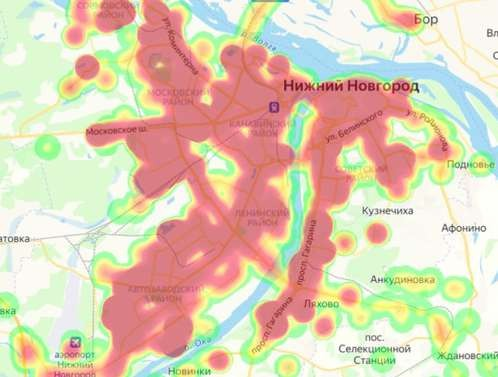 СОРМОВСКИЙ
РАЙОН
Бор
ул. Коминтерна
р. Волга
Нижний Новгород
МОСКОВСКИЙ
РАЙОН
Московское ш.
КАНАВИНСКИЙ
РАЙОН
ул. Белинского
ул. Родионова
Подновье
СОВЕТСКИЙ
РАЙОН
Кузнечиха
ЛЕНИНСКИЙ
РАЙОН
Афонино
просп. Гагарина
АВТОЗАВОДСКИЙ
РАЙОН
Анкудиновка
Ляхово
просп. Гагарина
р. Ока
пос.
Селекционной
Станции
Ждановский
аэропорт
Нижний
Новгород
Новинки